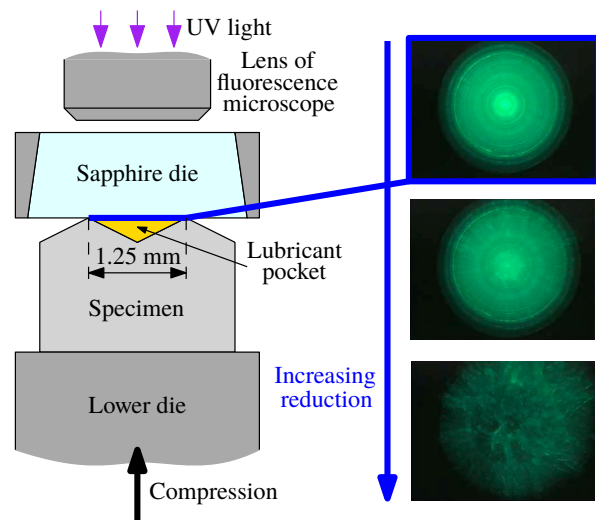 UV light
Lens of
fluorescence
microscope
Sapphire die
Lubricant
pocket
1.25 mm
Specimen
Increasing
reduction
Lower die
Compression